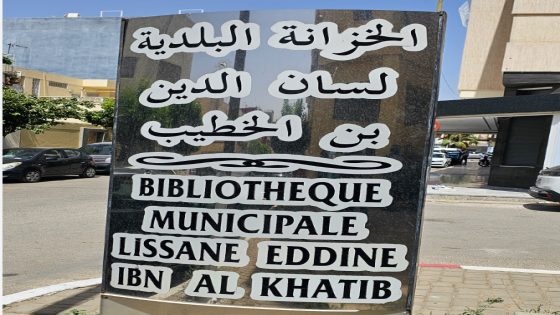 الخزانة البلدية
لسان الدين
بن الخطيب
BIBLIOTHEQUE
MUNICIPALE
LISSANE EDDINE
IBN AL KHATIB